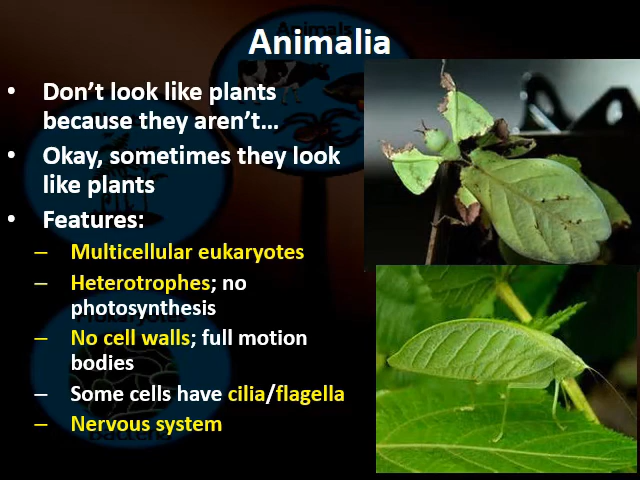 Animals
Animalia
• Don't look like plants
because they aren't...
• Okay, sometimes they look
like plants
• Features:
– Multicellular eukaryotes
– Heterotrophes; no
photosynthesis
– No cell walls; full motion
bodies
– Some cells have cilia/flagella
– Nervous system